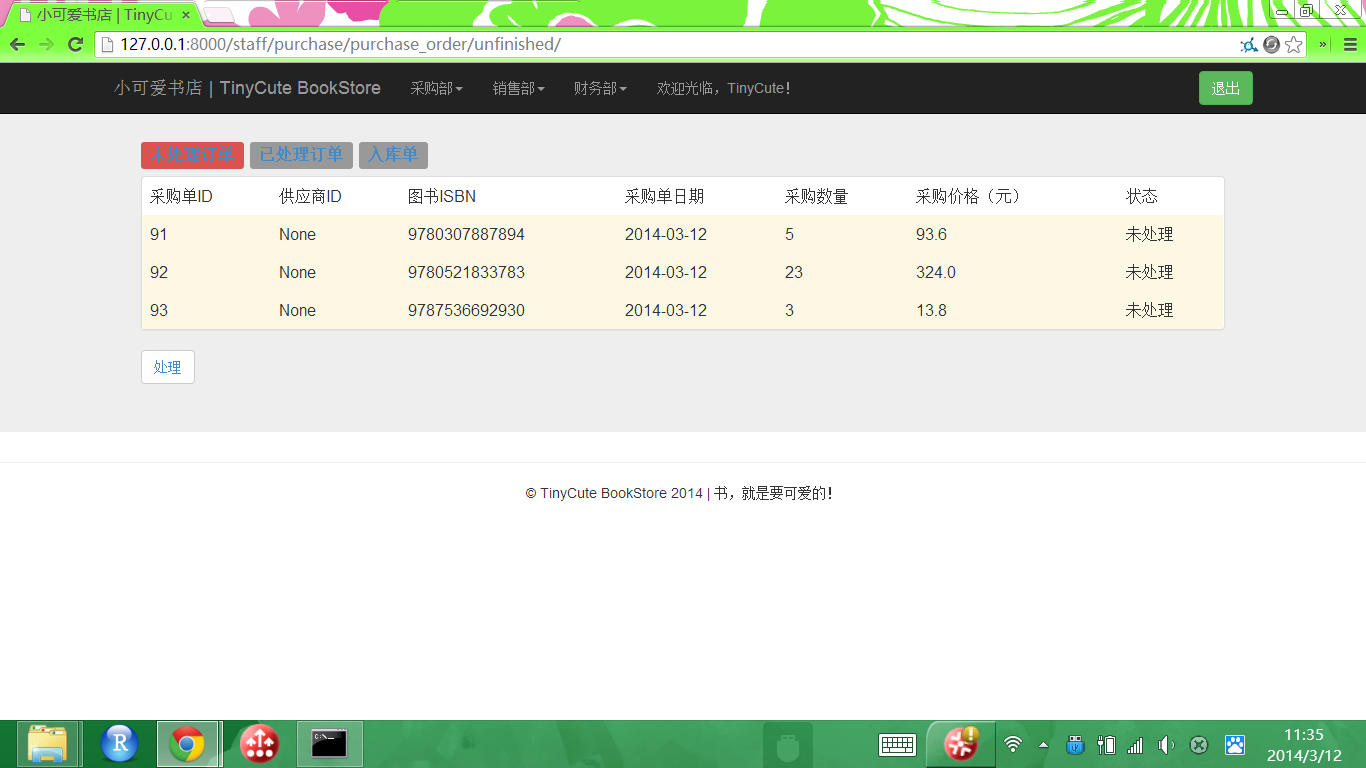 小可爱书店 | TinyCu
127.0.0.1:8000/staff/purchase/purchase_order/unfinished/
小可爱书店 | TinyCute BookStore 采购部 销售部 财务部 欢迎光临，TinyCute! 退出
未处理订单 已处理订单 入库单
采购单ID 供应商ID 图书ISBN 采购单日期 采购数量 采购价格（元） 状态
91 None 9780307887894 2014-03-12 5 93.6 未处理
92 None 9780521833783 2014-03-12 23 324.0 未处理
93 None 9787536692930 2014-03-12 3 13.8 未处理
处理
© TinyCute BookStore 2014 | 书，就是要可爱的!
R
C:\_
11:35
2014/3/12